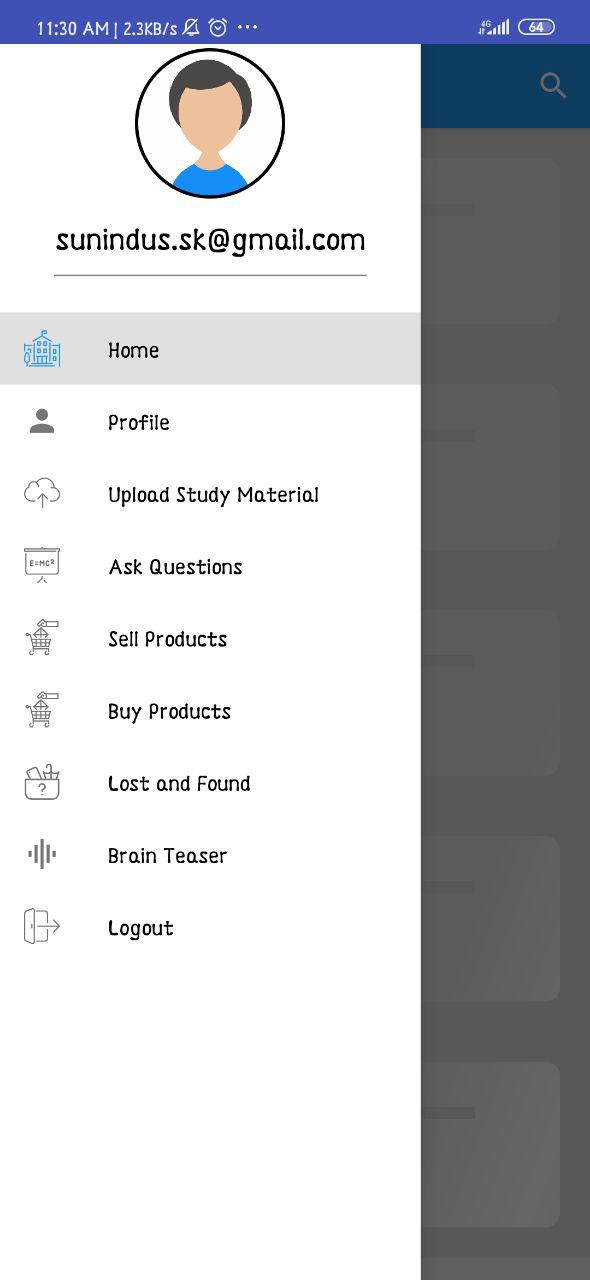 11:30 AM | 2.3KB/s ... 4G 64
sunindus.sk@gmail.com
Home
Profile
Upload Study Material
E=MC²
Ask Questions
Sell Products
Buy Products
?
Lost and Found
Brain Teaser
Logout